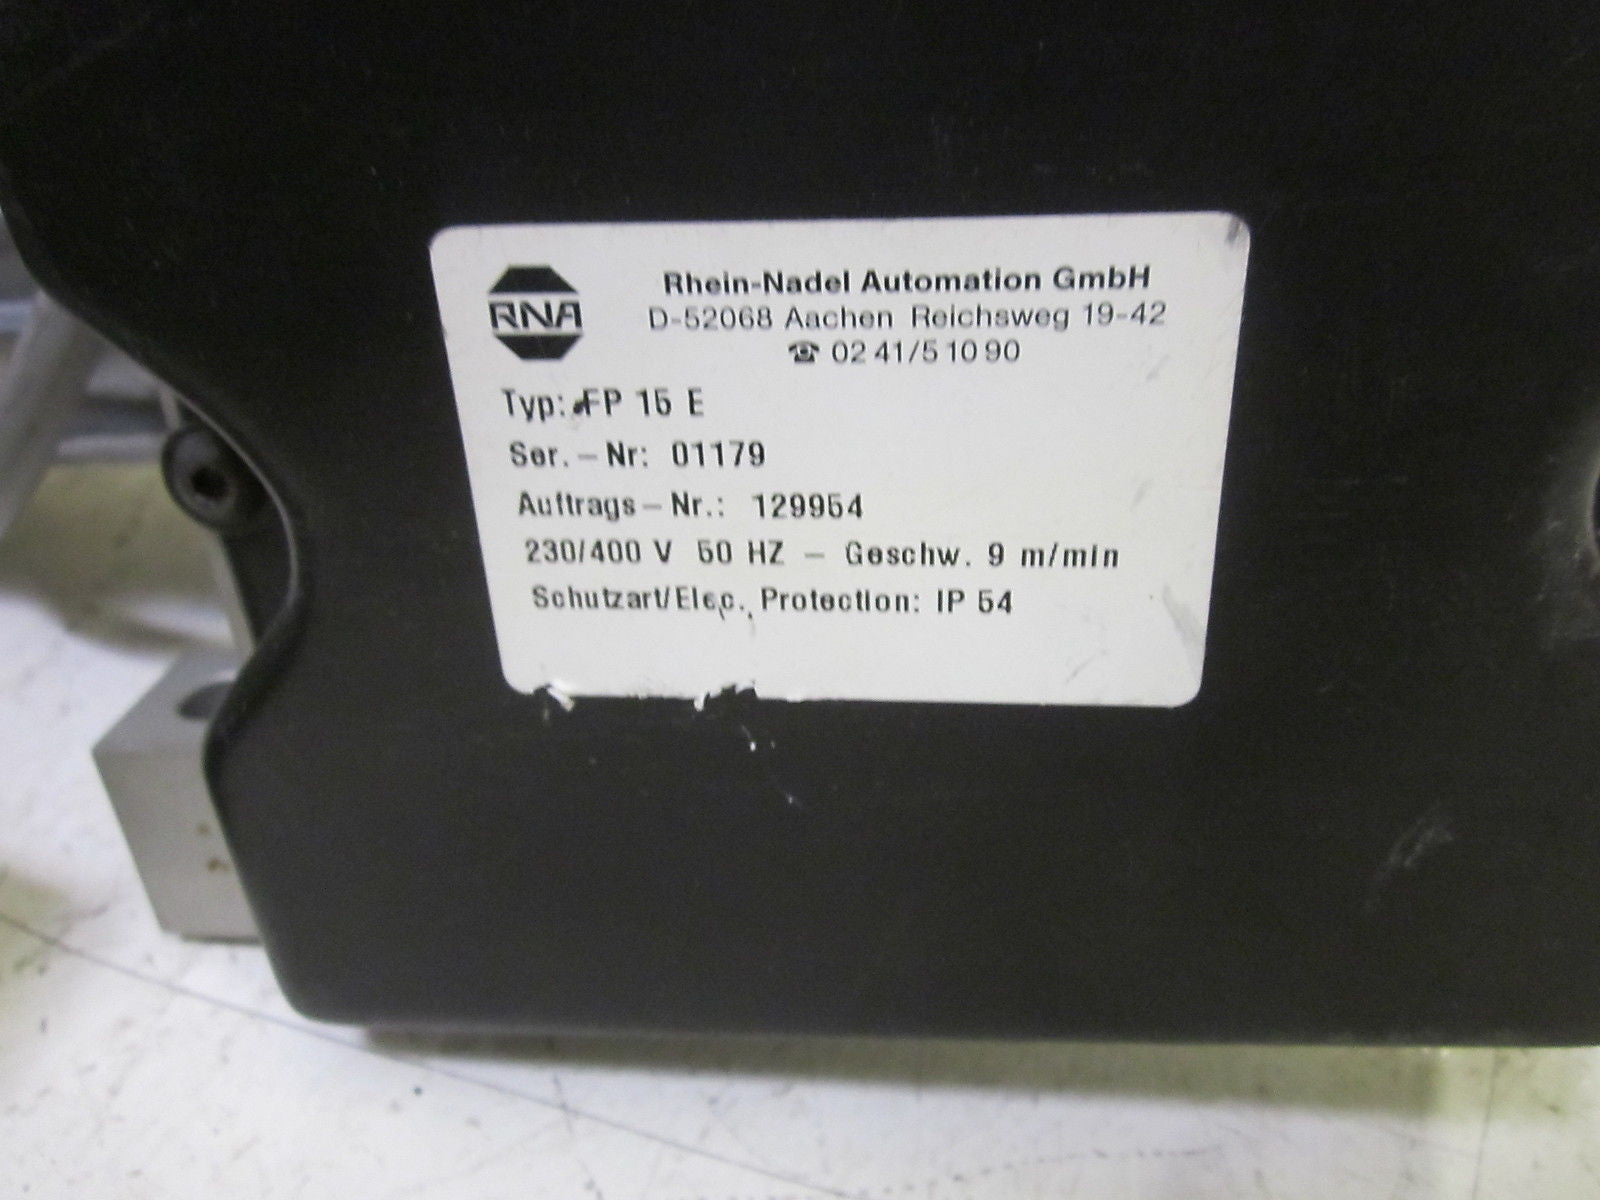 RNA
Rhein-Nadel Automation GmbH
D-52068 Aachen Reichsweg 19-42
☎ 02 41/5 10 90
Typ: FP 15 E
Ser. - Nr: 01179
Auftrags - Nr.: 129954
230/400 V 50 HZ - Geschw. 9 m/min
Schutzart/Elec. Protection: IP 54